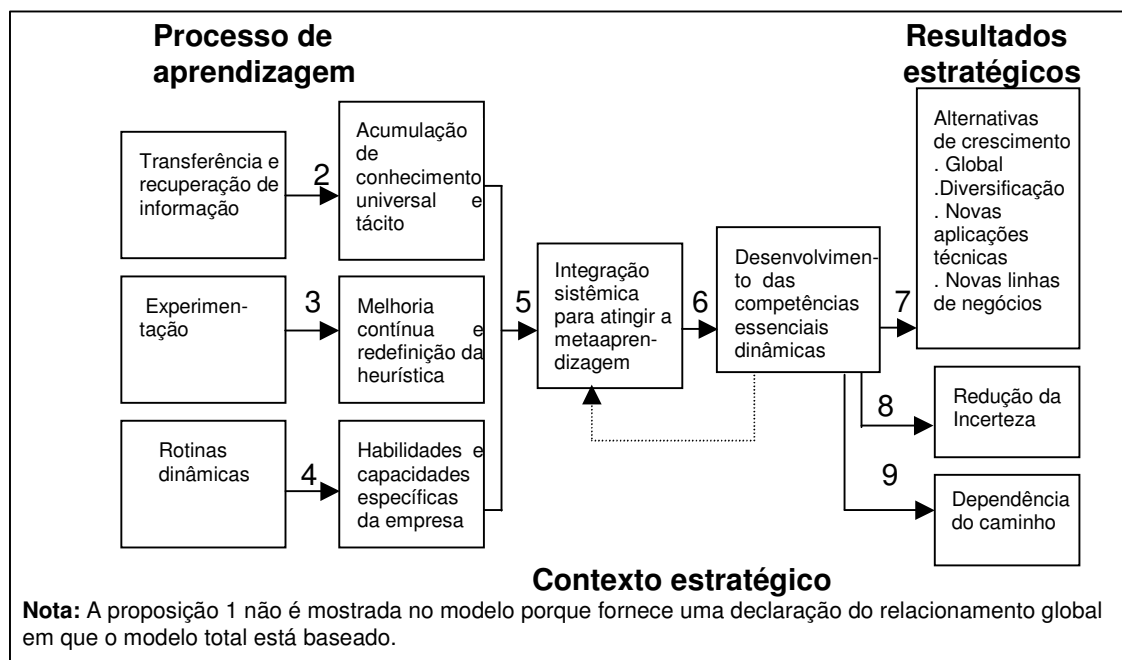 Processo de
aprendizagem
Resultados
estratégicos
Transferência e
recuperação de
informação
2
Acumulação
de
conhecimento
universal e
tácito
Experimen-
tação
3
Melhoria
contínua e
redefinição da
heurística
Rotinas
dinâmicas
4
Habilidades e
capacidades
específicas
da empresa
5
Integração
sistêmica
para atingir a
metaapren-
dizagem
6
Desenvolvimen-
to das
competências
essenciais
dinâmicas
7
Alternativas
de crescimento
. Global
.Diversificação
. Novas
aplicações
técnicas
. Novas linhas
de negócios
8
Redução da
Incerteza
9
Dependência
do caminho
Contexto estratégico
Nota: A proposição 1 não é mostrada no modelo porque fornece uma declaração do relacionamento global
em que o modelo total está baseado.